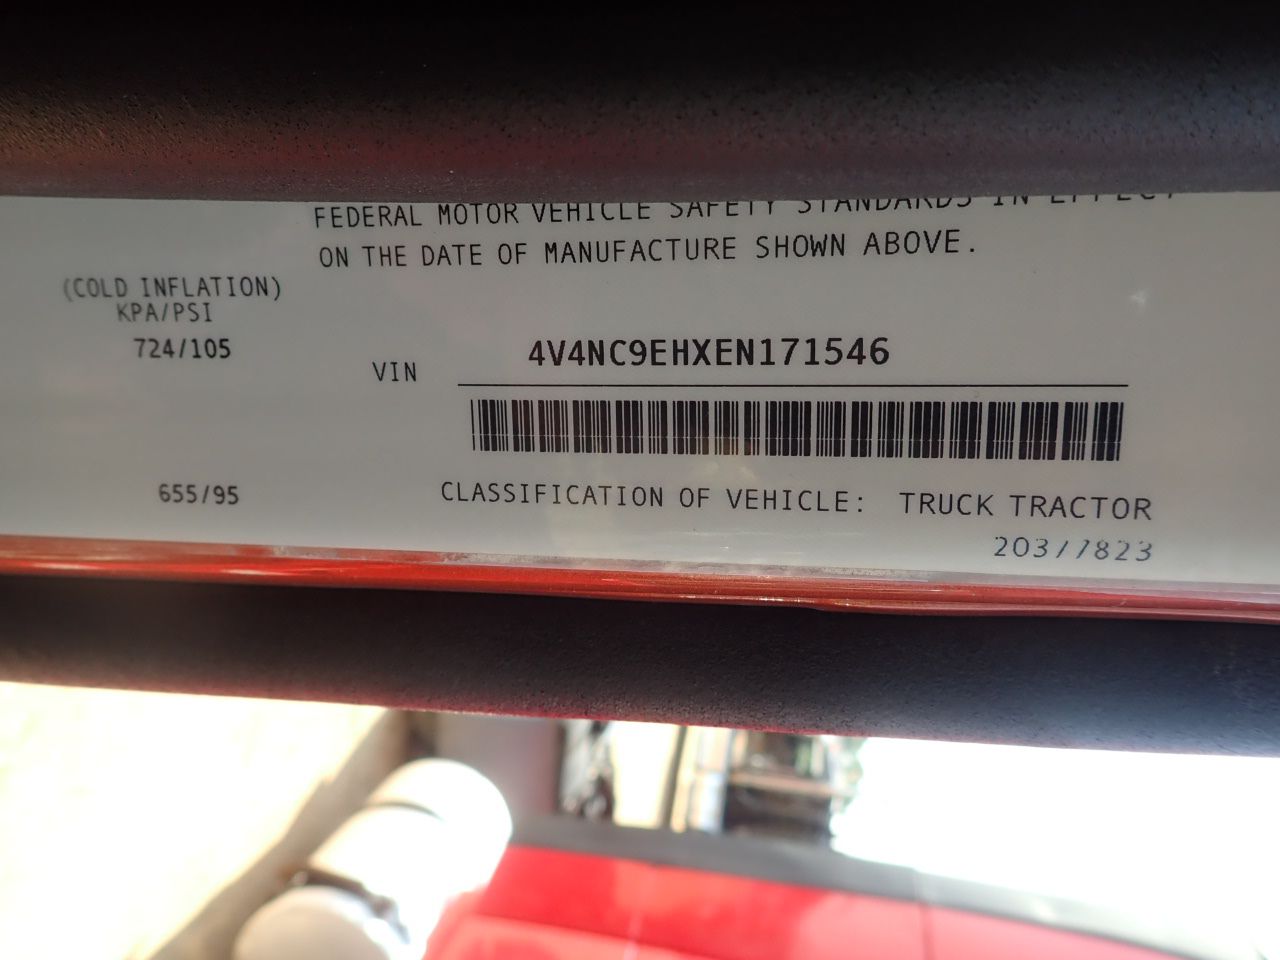 FEDERAL MOTOR VEHICLE SAFETY STANDARDS IN EFFECT
ON THE DATE OF MANUFACTURE SHOWN ABOVE.
(COLD INFLATION)
KPA/PSI
724/105
VIN 4V4NC9EHXEN171546
655/95
CLASSIFICATION OF VEHICLE: TRUCK TRACTOR
20377823